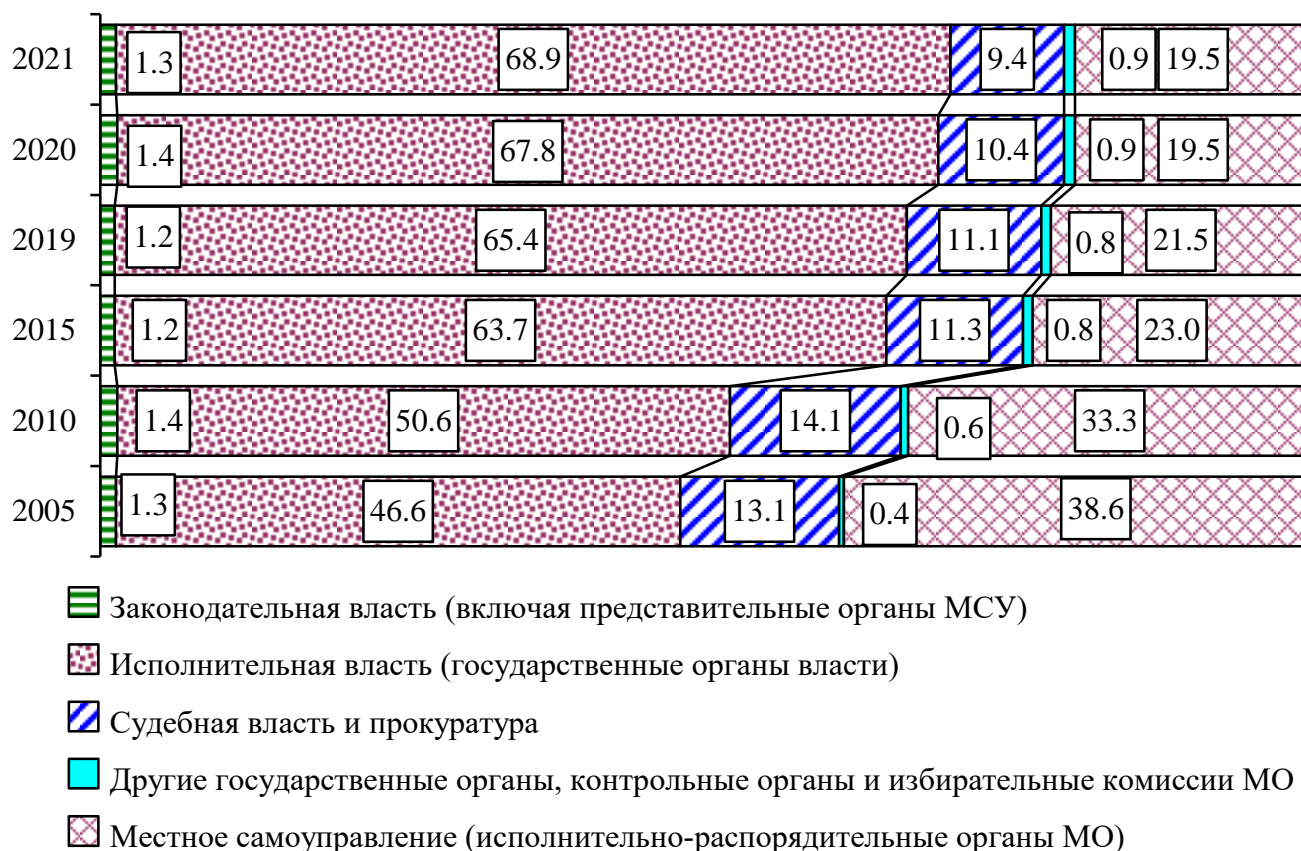 2021 1.3 68.9 9.4 0.9 19.5
2020 1.4 67.8 10.4 0.9 19.5
2019 1.2 65.4 11.1 0.8 21.5
2015 1.2 63.7 11.3 0.8 23.0
2010 1.4 50.6 14.1 0.6 33.3
2005 1.3 46.6 13.1 0.4 38.6
Законодательная власть (включая представительные органы МСУ)
Исполнительная власть (государственные органы власти)
Судебная власть и прокуратура
Другие государственные органы, контрольные органы и избирательные комиссии МО
Местное самоуправление (исполнительно-распорядительные органы МО)